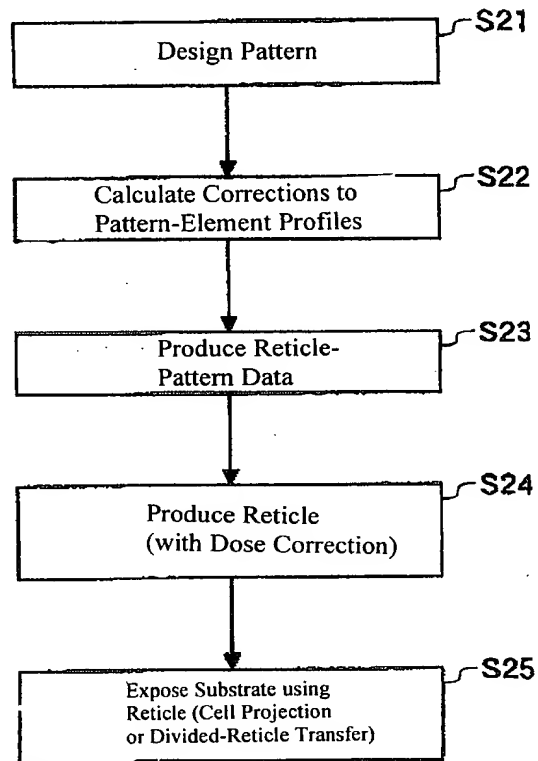 S21
Design Pattern
S22
Calculate Corrections to
Pattern-Element Profiles
S23
Produce Reticle-
Pattern Data
S24
Produce Reticle
(with Dose Correction)
S25
Expose Substrate using
Reticle (Cell Projection
or Divided-Reticle Transfer)